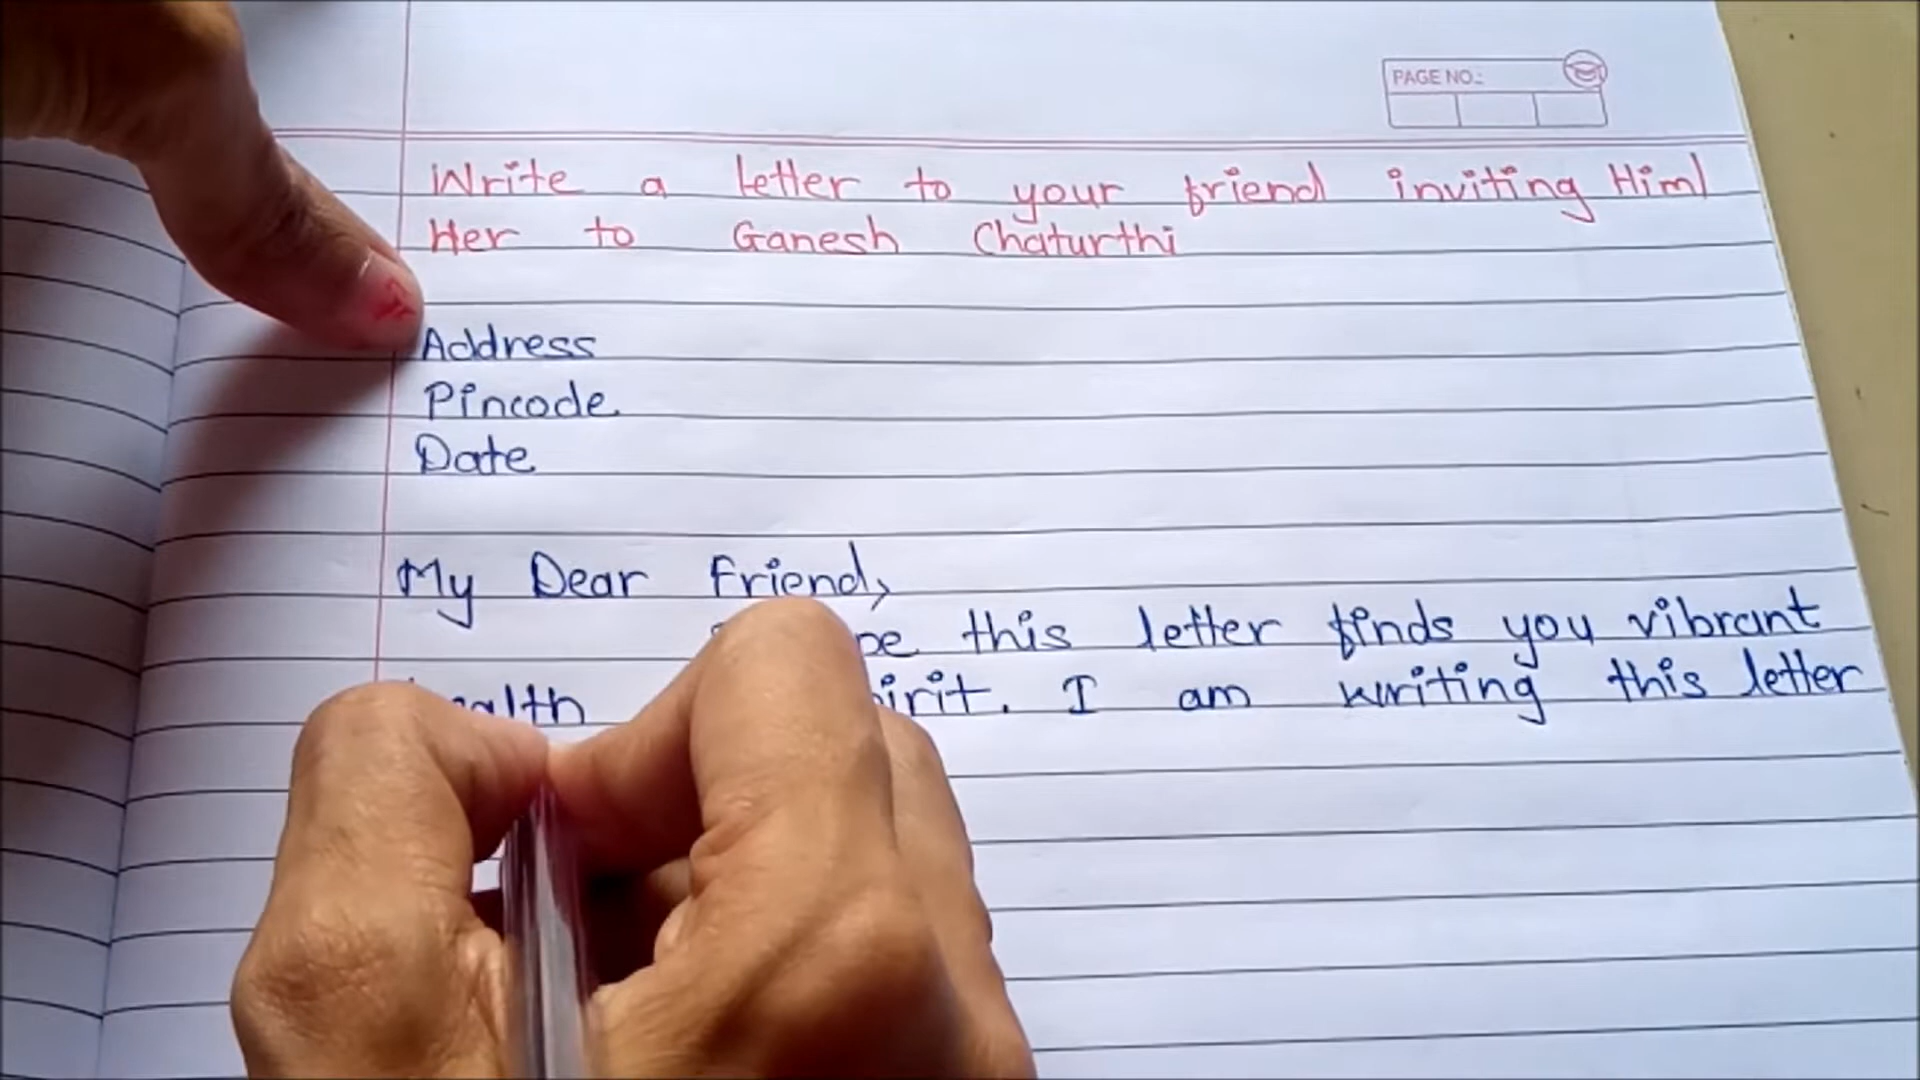 PAGE NO.:
Write a letter to your friend inviting Him/
Her to Ganesh Chaturthi
Address
Pincode
Date
My Dear Friend,
this letter finds you vibrant
I am writing this letter